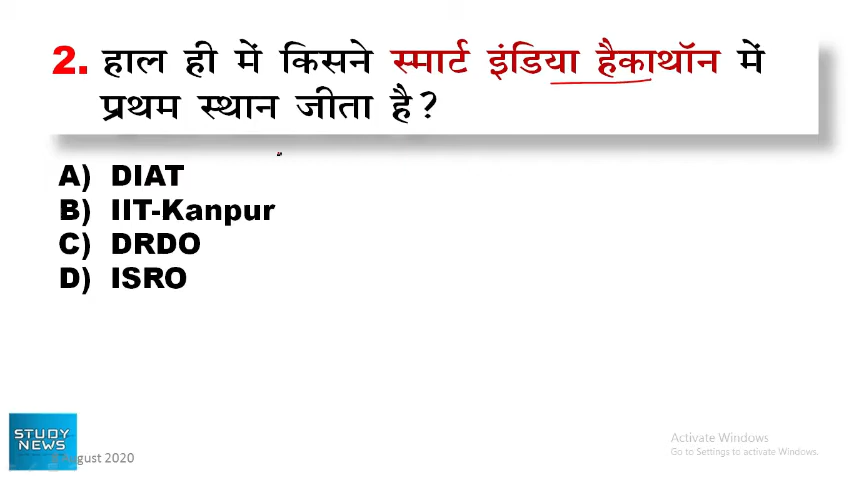 2. हाल ही में किसने स्मार्ट इंडिया हैकाथॉन में
प्रथम स्थान जीता है?
A) DIAT
B) IIT-Kanpur
C) DRDO
D) ISRO
STUDY
NEWS
August 2020
Activate Windows
Go to Settings to activate Windows.